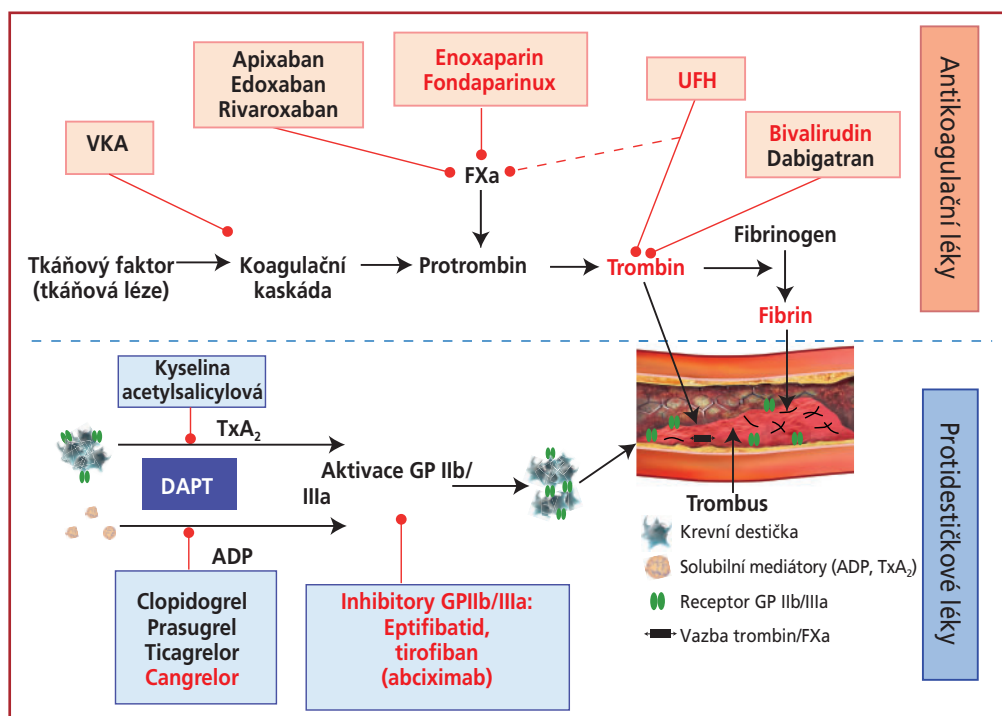 Apixaban
Edoxaban
Rivaroxaban
Enoxaparin
Fondaparinux
UFH
VKA
Bivalirudin
Dabigatran
FXa
Fibrinogen
Tkáňový faktor
(tkáňová léze)
Koagulační
kaskáda
Protrombin
Trombin
Fibrin
Antikoagulační léky
Kyselina
acetylsalicylová
TxA2
DAPT
Aktivace GP IIb/
IIIa
ADP
Clopidogrel
Prasugrel
Ticagrelor
Cangrelor
Inhibitory GPIIb/IIIa:
Eptifibatid,
tirofiban
(abciximab)
Trombus
Krevní destička
Solubilní mediátory (ADP, TxA2)
Receptor GP IIb/IIIa
Vazba trombin/FXa
Protidestičkové léky